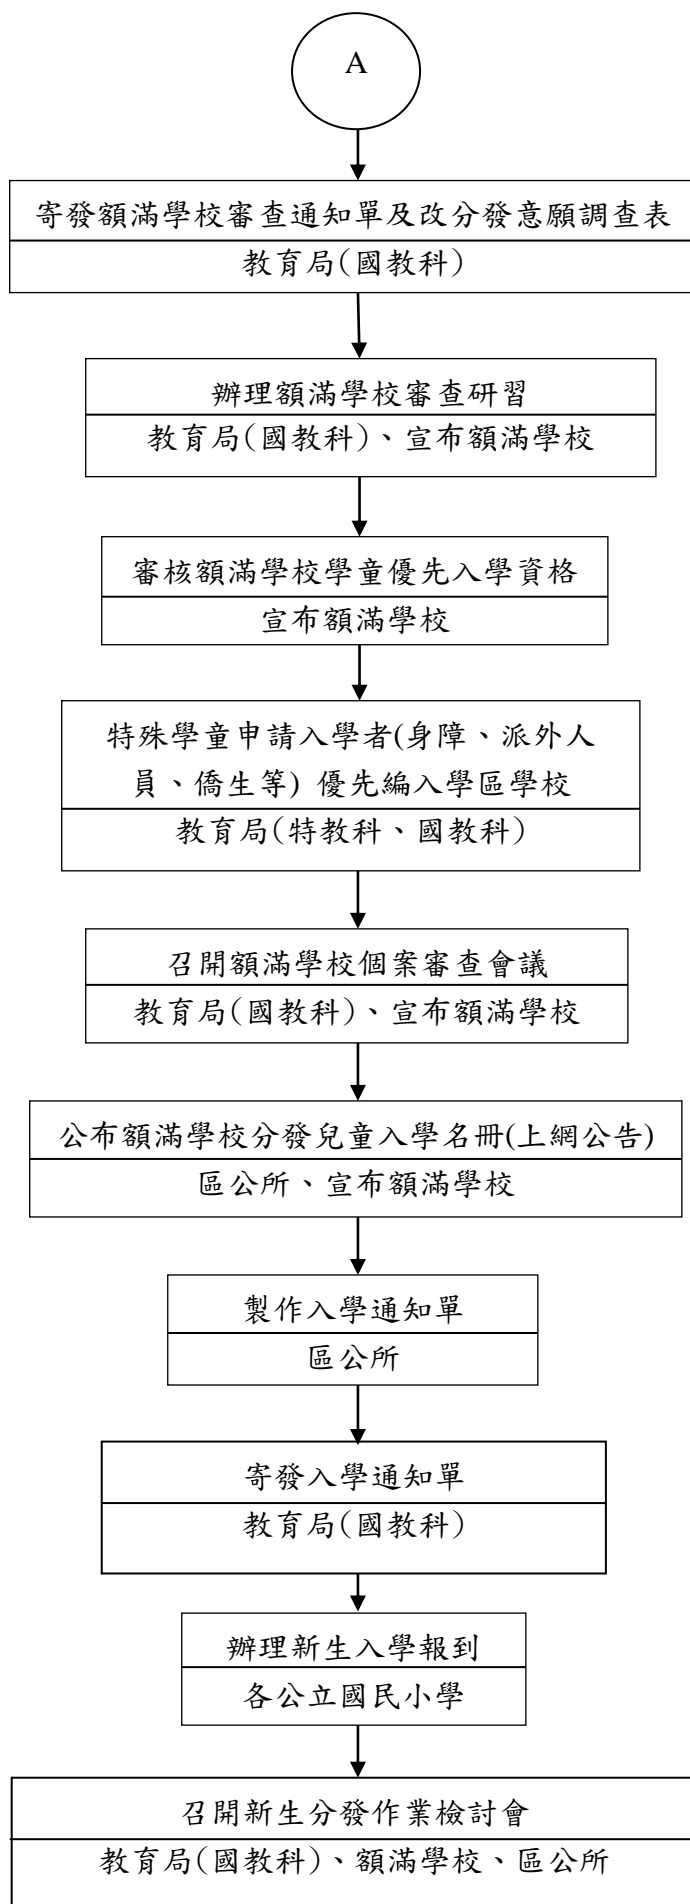 A
寄發額滿學校審查通知單及改分發意願調查表
教育局(國教科)
辦理額滿學校審查研習
教育局(國教科)、宣布額滿學校
審核額滿學校學童優先入學資格
宣布額滿學校
特殊學童申請入學者(身障、派外人
員、僑生等) 優先編入學區學校
教育局(特教科、國教科)
召開額滿學校個案審查會議
教育局(國教科)、宣布額滿學校
公布額滿學校分發兒童入學名冊(上網公告)
區公所、宣布額滿學校
製作入學通知單
區公所
寄發入學通知單
教育局(國教科)
辦理新生入學報到
各公立國民小學
召開新生分發作業檢討會
教育局(國教科)、額滿學校、區公所